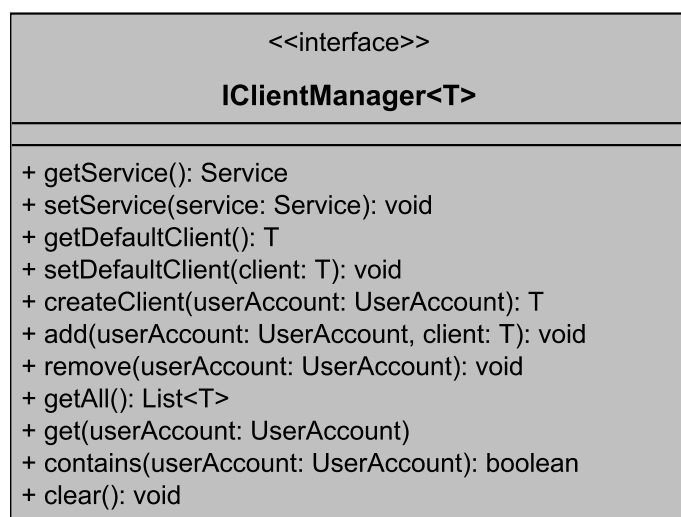 <<interface>>
IClientManager<T>
+ getService(): Service
+ setService(service: Service): void
+ getDefaultClient(): T
+ setDefaultClient(client: T): void
+ createClient(userAccount: UserAccount): T
+ add(userAccount: UserAccount, client: T): void
+ remove(userAccount: UserAccount): void
+ getAll(): List<T>
+ get(userAccount: UserAccount)
+ contains(userAccount: UserAccount): boolean
+ clear(): void